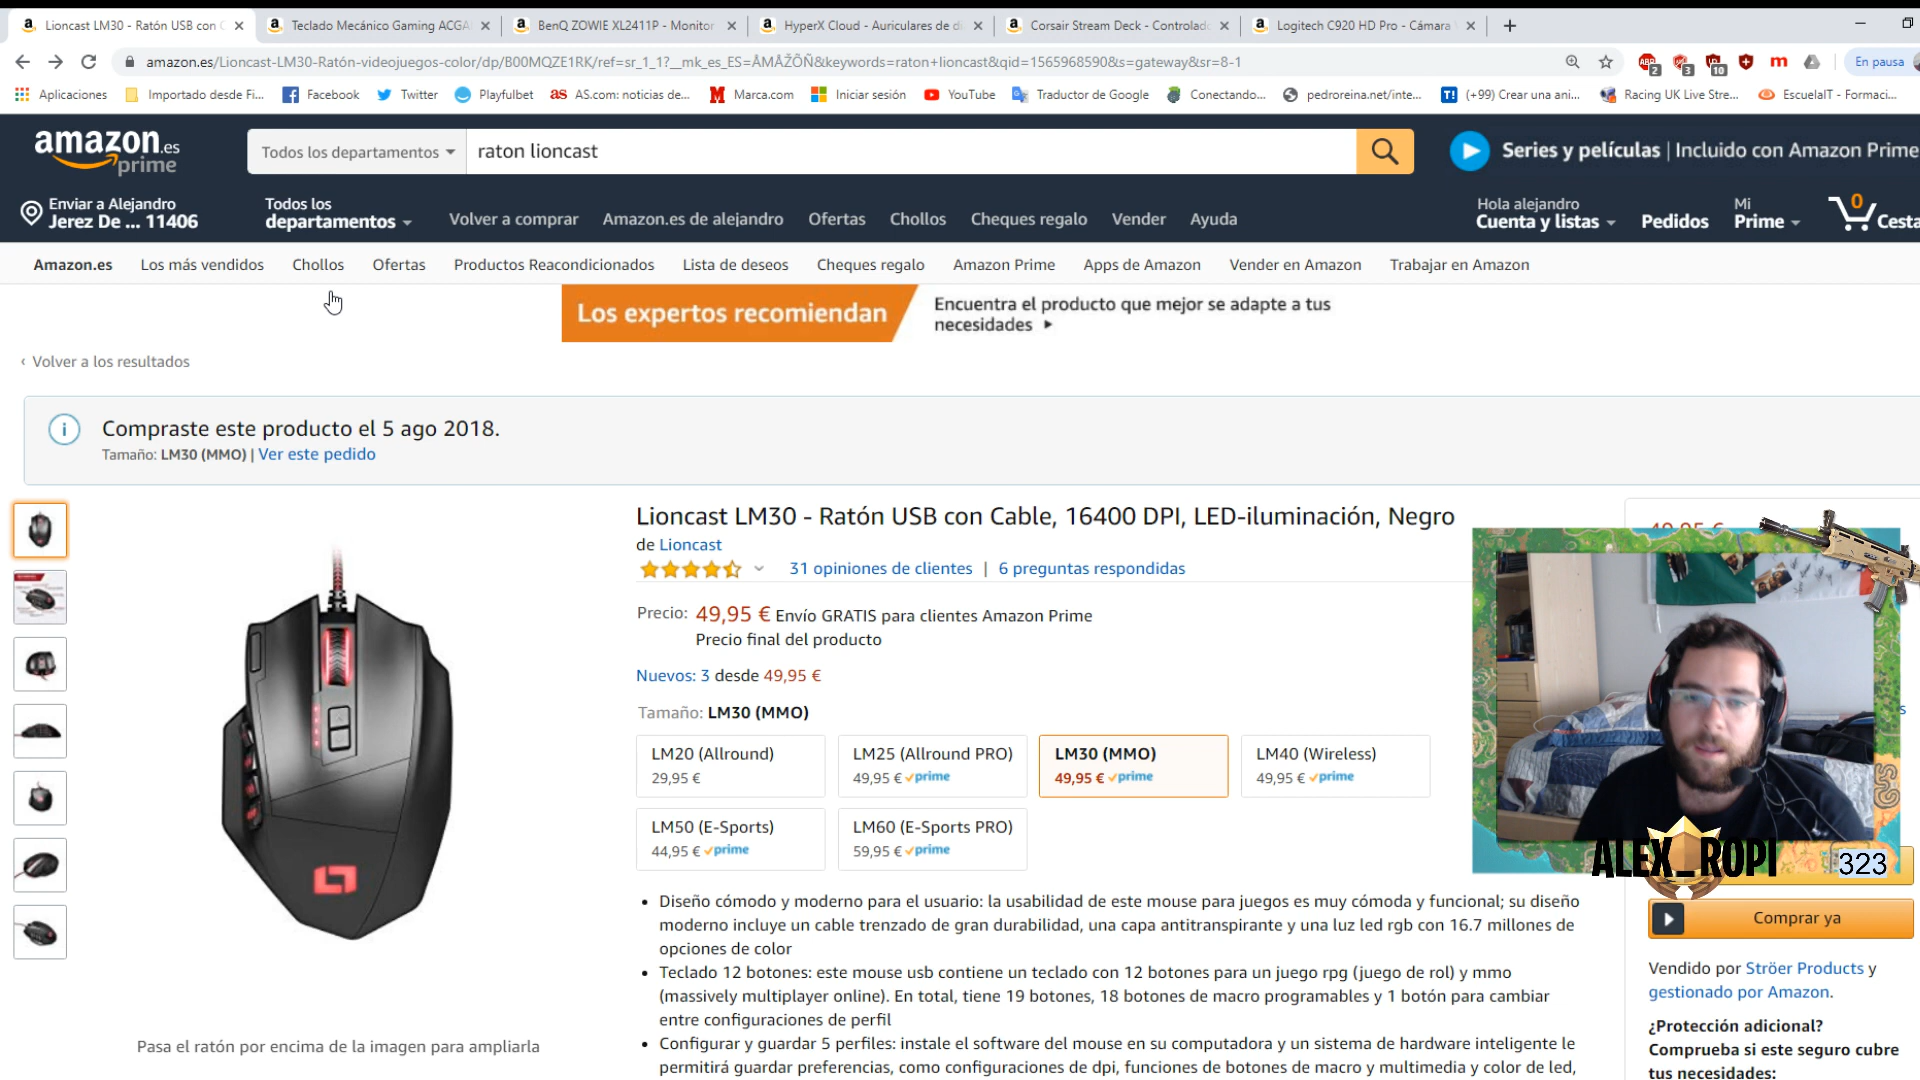 Lioncast LM30 - Ratón USB con C
Teclado Mecánico Gaming ACGA
BenQ ZOWIE XL2411P - Monitor
HyperX Cloud - Auriculares de di
Corsair Stream Deck - Controlado
Logitech C920 HD Pro - Cámara
amazon.es/Lioncast-LM30-Ratón-videojuegos-color/dp/B00MQZE1RK/ref=sr_1_1?__mk_es_ES=ÅMÅŽÕÑ&keywords=raton+lioncast&qid=1565968590&s=gateway&sr=8-1
2
3
10
m
En pausa
Aplicaciones
Importado desde Fi...
Facebook
Twitter
Playfulbet
as AS.com: noticias de...
Marca.com
Iniciar sesión
YouTube
Traductor de Google
Conectando...
pedroreina.net/inte...
T! (+99) Crear una ani...
Racing UK Live Stre...
EscuelaIT - Formaci...
amazon.es
prime
Todos los departamentos
raton lioncast
Series y películas | Incluido con Amazon Prime
Enviar a Alejandro
Jerez De ... 11406
Todos los
departamentos
Volver a comprar
Amazon.es de alejandro
Ofertas
Chollos
Cheques regalo
Vender
Ayuda
Hola alejandro
Cuenta y listas
Pedidos
Mi
Prime
0
Cesta
Amazon.es
Los más vendidos
Chollos
Ofertas
Productos Reacondicionados
Lista de deseos
Cheques regalo
Amazon Prime
Apps de Amazon
Vender en Amazon
Trabajar en Amazon
Los expertos recomiendan
Encuentra el producto que mejor se adapte a tus
necesidades
‹ Volver a los resultados
Compraste este producto el 5 ago 2018.
Tamaño: LM30 (MMO) | Ver este pedido
Lioncast LM30 - Ratón USB con Cable, 16400 DPI, LED-iluminación, Negro
de Lioncast
31 opiniones de clientes | 6 preguntas respondidas
Precio: 49,95 € Envío GRATIS para clientes Amazon Prime
Precio final del producto
Nuevos: 3 desde 49,95 €
Tamaño: LM30 (MMO)
LM20 (Allround)
29,95 €
LM25 (Allround PRO)
49,95 € prime
LM30 (MMO)
49,95 € prime
LM40 (Wireless)
49,95 € prime
LM50 (E-Sports)
44,95 € prime
LM60 (E-Sports PRO)
59,95 € prime
• Diseño cómodo y moderno para el usuario: la usabilidad de este mouse para juegos es muy cómoda y funcional; su diseño
moderno incluye un cable trenzado de gran durabilidad, una capa antitranspirante y una luz led rgb con 16.7 millones de
opciones de color
• Teclado 12 botones: este mouse usb contiene un teclado con 12 botones para un juego rpg (juego de rol) y mmo
(massively multiplayer online). En total, tiene 19 botones, 18 botones de macro programables y 1 botón para cambiar
entre configuraciones de perfil
• Configurar y guardar 5 perfiles: instale el software del mouse en su computadora y un sistema de hardware inteligente le
permitirá guardar preferencias, como configuraciones de dpi, funciones de botones de macro y multimedia y color de led,
Pasa el ratón por encima de la imagen para ampliarla
49,95 €
ALEX_ROPI
323
Comprar ya
Vendido por Ströer Products y
gestionado por Amazon.
¿Protección adicional?
Comprueba si este seguro cubre
tus necesidades: